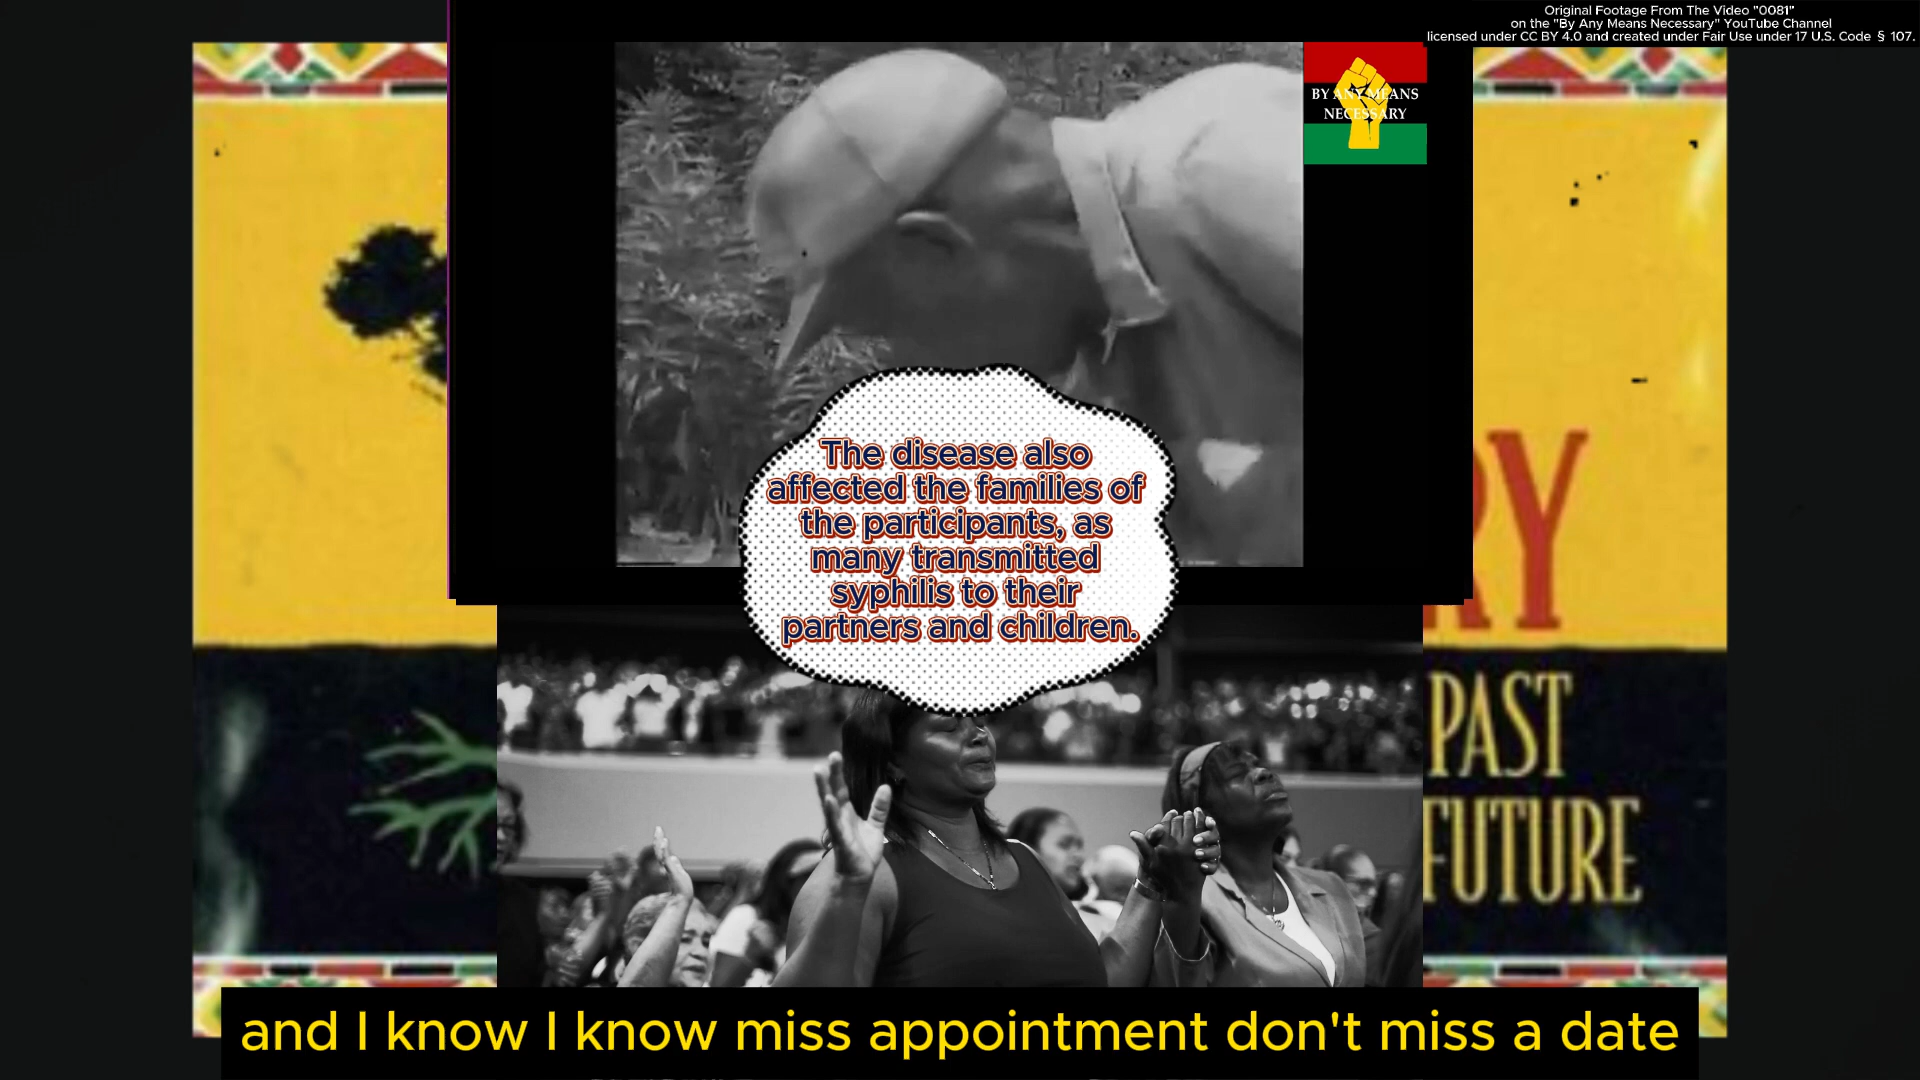 Original Footage From The Video "0081"
on the "By Any Means Necessary" YouTube Channel
licensed under CC BY 4.0 and created under Fair Use under 17 U.S. Code § 107.
BY ANY MEANS
NECESSARY
The disease also
affected the families of
the participants, as
many transmitted
syphilis to their
partners and children.
RY
PAST
FUTURE
and I know I know miss appointment don't miss a date